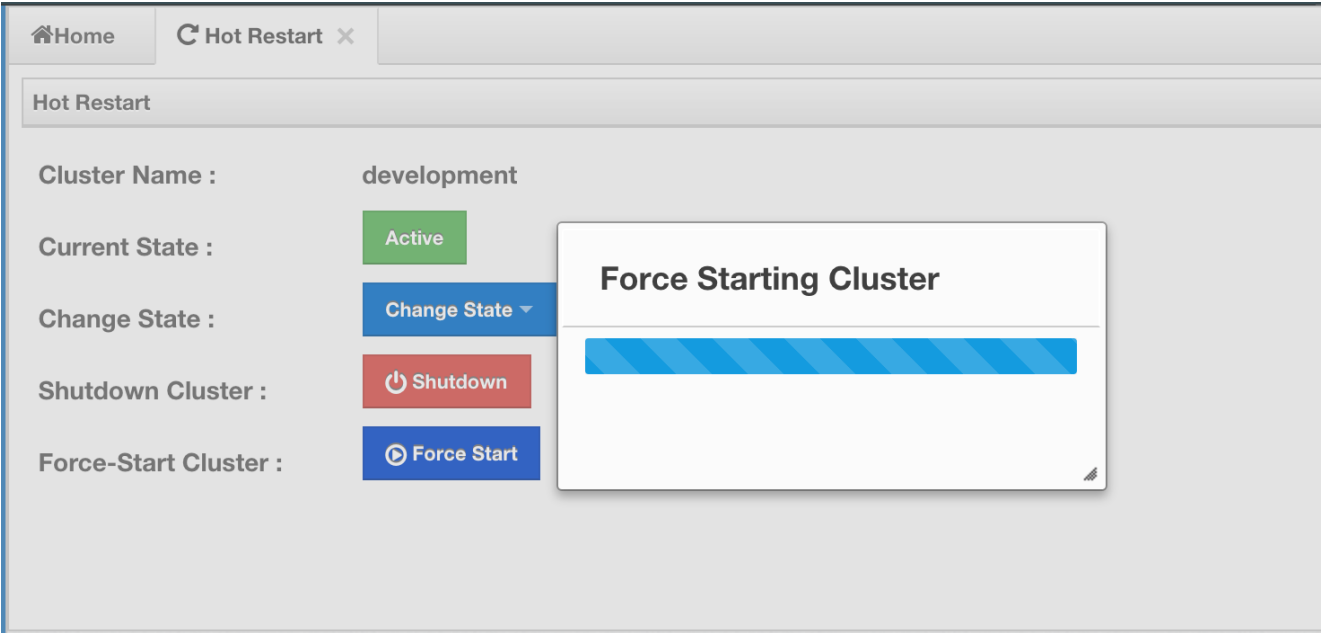 Home
Hot Restart
Hot Restart
Cluster Name : development
Current State : Active
Change State : Change State
Shutdown Cluster : Shutdown
Force-Start Cluster : Force Start
Force Starting Cluster